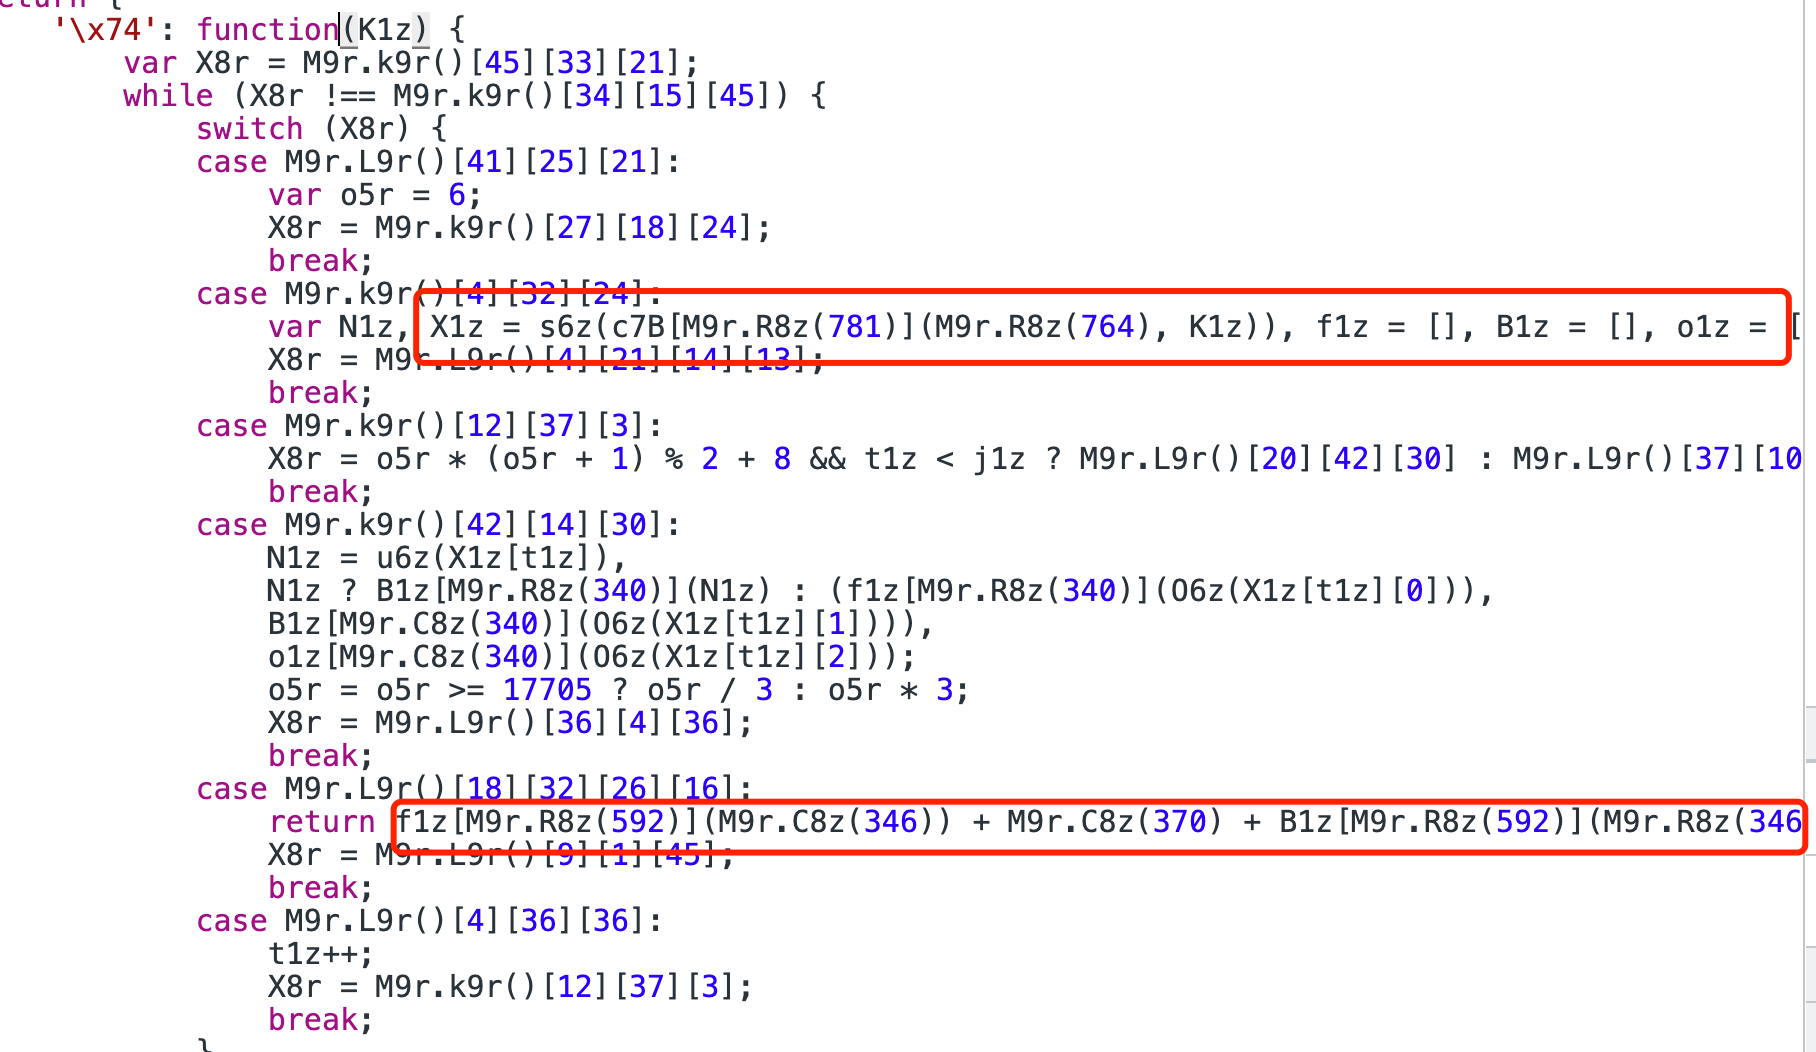 '\x74': function(K1z) {
var X8r = M9r.k9r()[45][33][21];
while (X8r !== M9r.k9r()[34][15][45]) {
switch (X8r) {
case M9r.L9r()[41][25][21]:
var o5r = 6;
X8r = M9r.k9r()[27][18][24];
break;
case M9r.k9r()[4][32][24]:
var N1z, X1z = s6z(c7B[M9r.R8z(781)](M9r.R8z(764), K1z)), f1z = [], B1z = [], o1z = [
X8r = M9r.L9r()[4][21][14][13];
break;
case M9r.k9r()[12][37][3]:
X8r = o5r * (o5r + 1) % 2 + 8 && t1z < j1z ? M9r.L9r()[20][42][30] : M9r.L9r()[37][10
break;
case M9r.k9r()[42][14][30]:
N1z = u6z(X1z[t1z]),
N1z ? B1z[M9r.R8z(340)](N1z) : (f1z[M9r.R8z(340)](O6z(X1z[t1z][0])),
B1z[M9r.C8z(340)](O6z(X1z[t1z][1]))),
o1z[M9r.C8z(340)](O6z(X1z[t1z][2]));
o5r = o5r >= 17705 ? o5r / 3 : o5r * 3;
X8r = M9r.L9r()[36][4][36];
break;
case M9r.L9r()[18][32][26][16]:
return f1z[M9r.R8z(592)](M9r.C8z(346)) + M9r.C8z(370) + B1z[M9r.R8z(592)](M9r.R8z(346
X8r = M9r.L9r()[9][1][45];
break;
case M9r.L9r()[4][36][36]:
t1z++;
X8r = M9r.k9r()[12][37][3];
break;
}